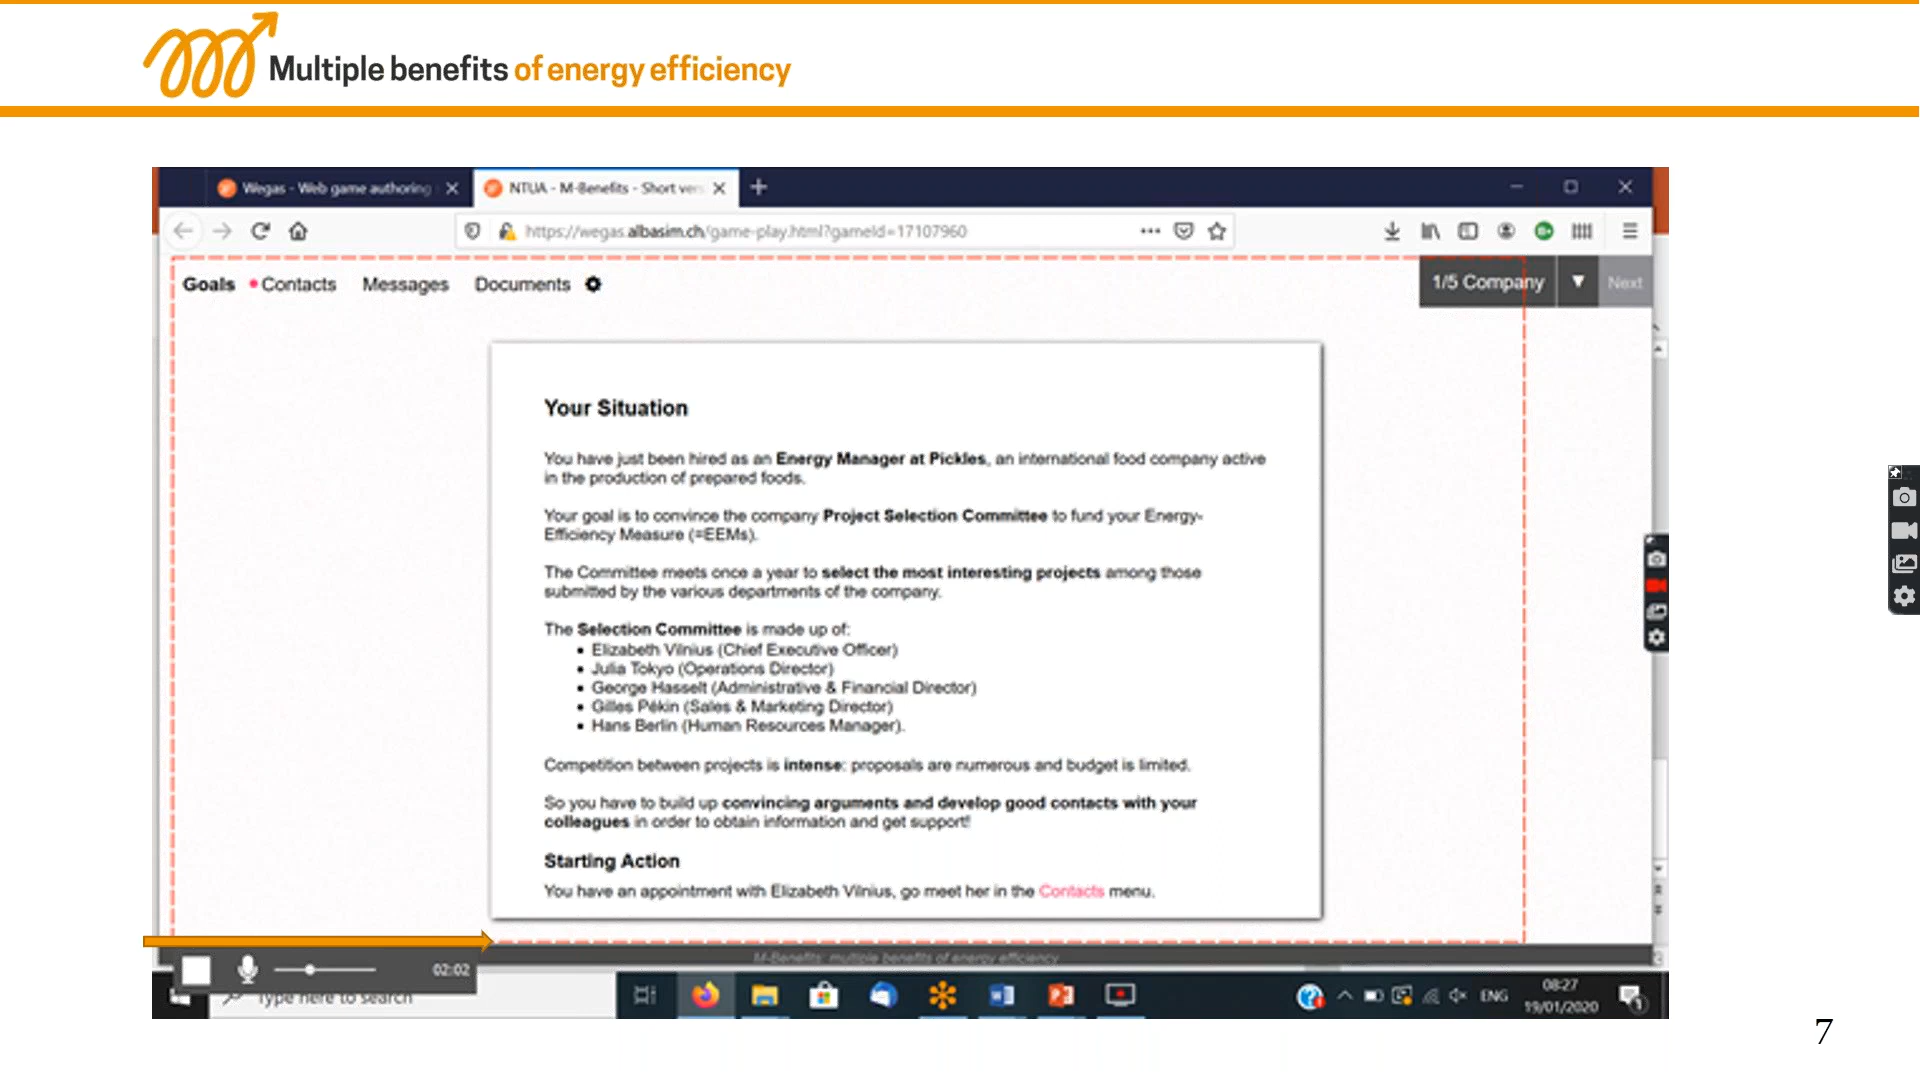 Multiple benefits of energy efficiency
Wegas - Web game authoring
NTUA - M-Benefits - Short vers
https://wegas.albasim.ch/game-play.html?gameId=17107960
Goals Contacts Messages Documents
1/5 Company ▼ Next
Your Situation
You have just been hired as an Energy Manager at Pickles, an international food company active
in the production of prepared foods.
Your goal is to convince the company Project Selection Committee to fund your Energy-
Efficiency Measure (=EEMs).
The Committee meets once a year to select the most interesting projects among those
submitted by the various departments of the company.
The Selection Committee is made up of:
• Elizabeth Vilnius (Chief Executive Officer)
• Julia Tokyo (Operations Director)
• George Hasselt (Administrative & Financial Director)
• Gilles Pékin (Sales & Marketing Director)
• Hans Berlin (Human Resources Manager).
Competition between projects is intense: proposals are numerous and budget is limited.
So you have to build up convincing arguments and develop good contacts with your
colleagues in order to obtain information and get support!
Starting Action
You have an appointment with Elizabeth Vilnius, go meet her in the Contacts menu.
M-Benefits: multiple benefits of energy efficiency
02:02
Type here to search
ENG
08:27
19/01/2020
7